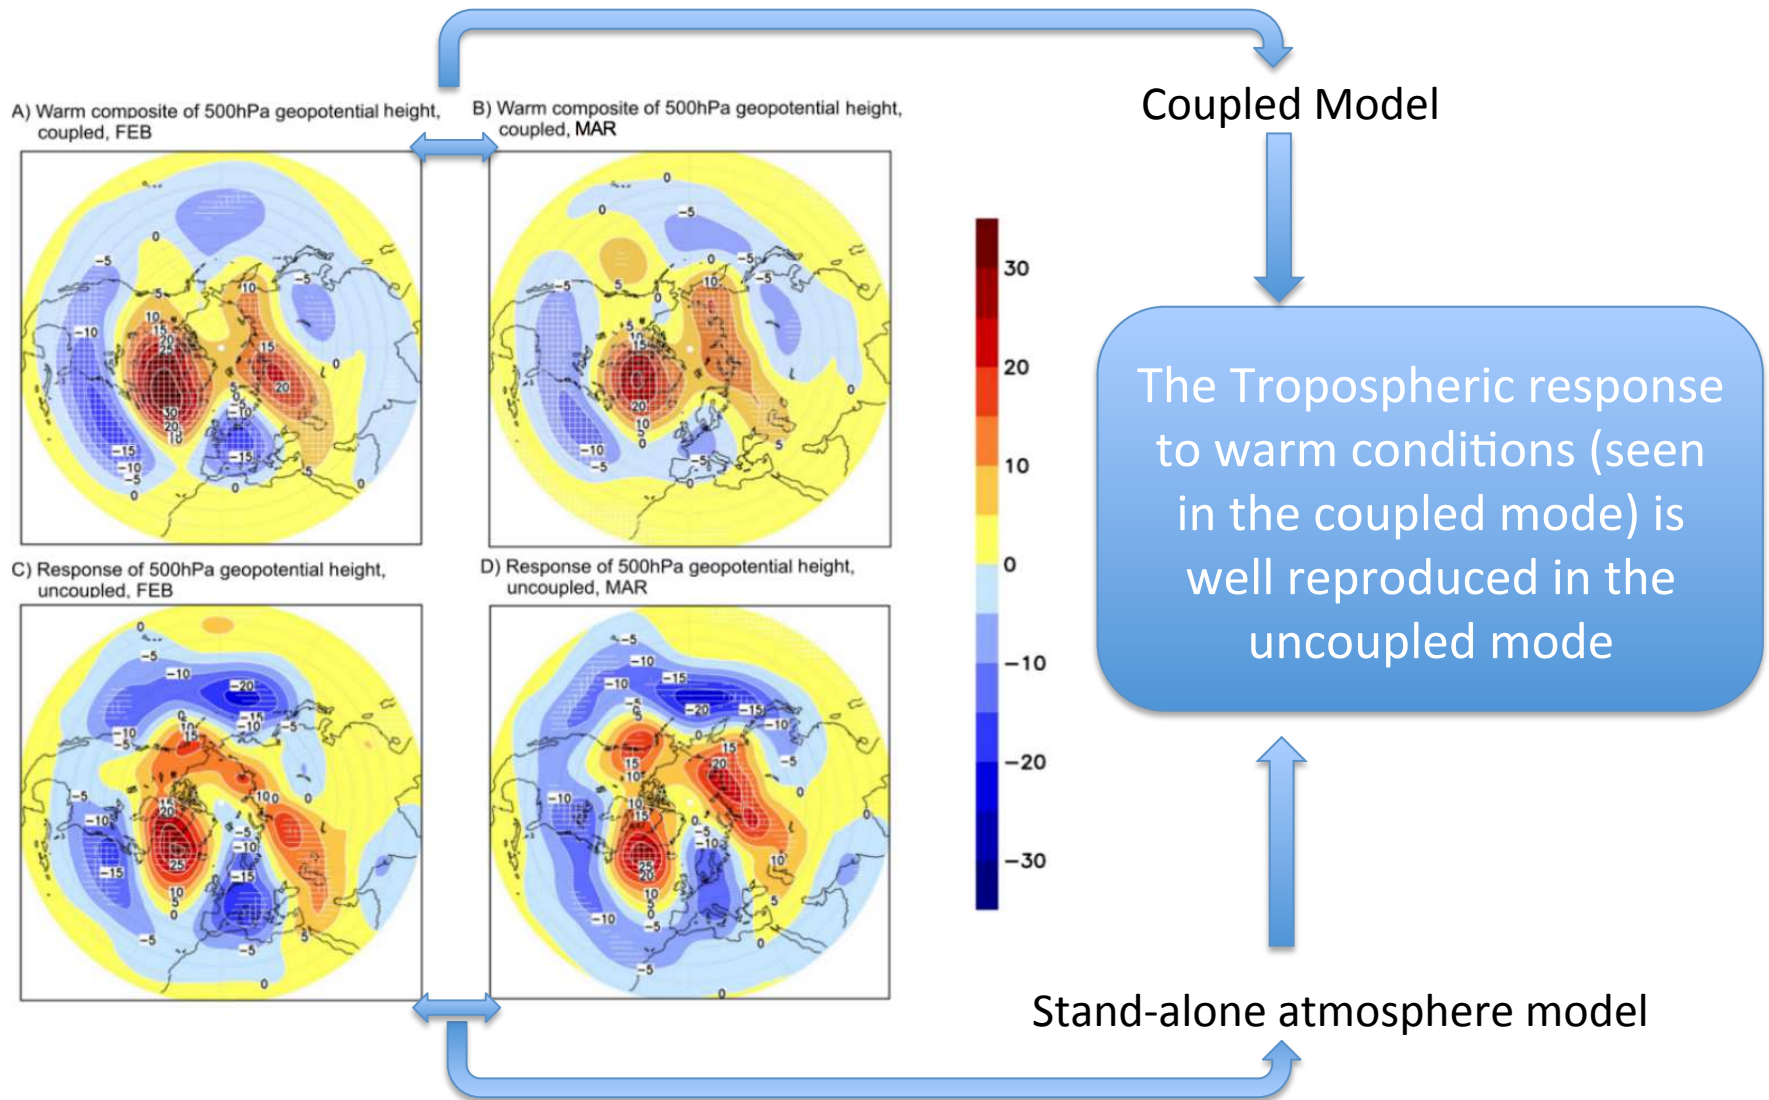 A) Warm composite of 500hPa geopotential height,
coupled, FEB
B) Warm composite of 500hPa geopotential height,
coupled, MAR
Coupled Model
30
20
10
0
−10
−20
−30
The Tropospheric response
to warm conditions (seen
in the coupled mode) is
well reproduced in the
uncoupled mode
C) Response of 500hPa geopotential height,
uncoupled, FEB
D) Response of 500hPa geopotential height,
uncoupled, MAR
Stand-alone atmosphere model